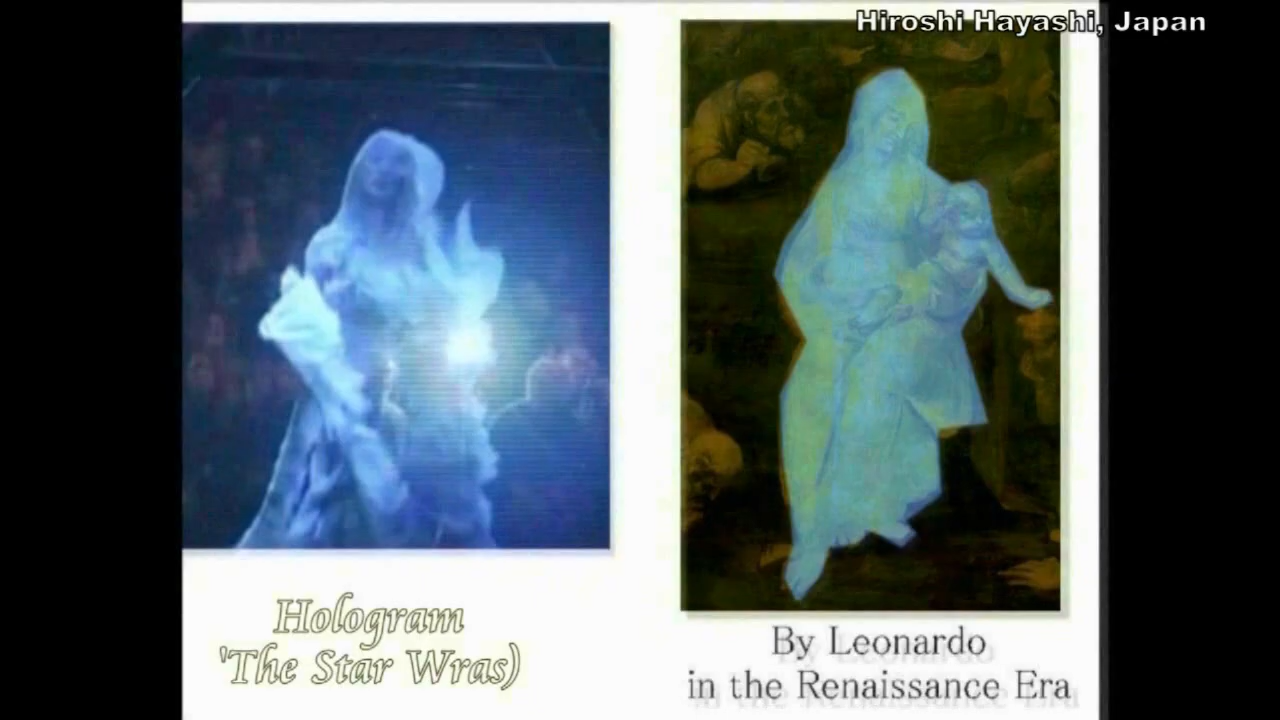 Hiroshi Hayashi, Japan
Hologram
'The Star Wras)
By Leonardo
in the Renaissance Era